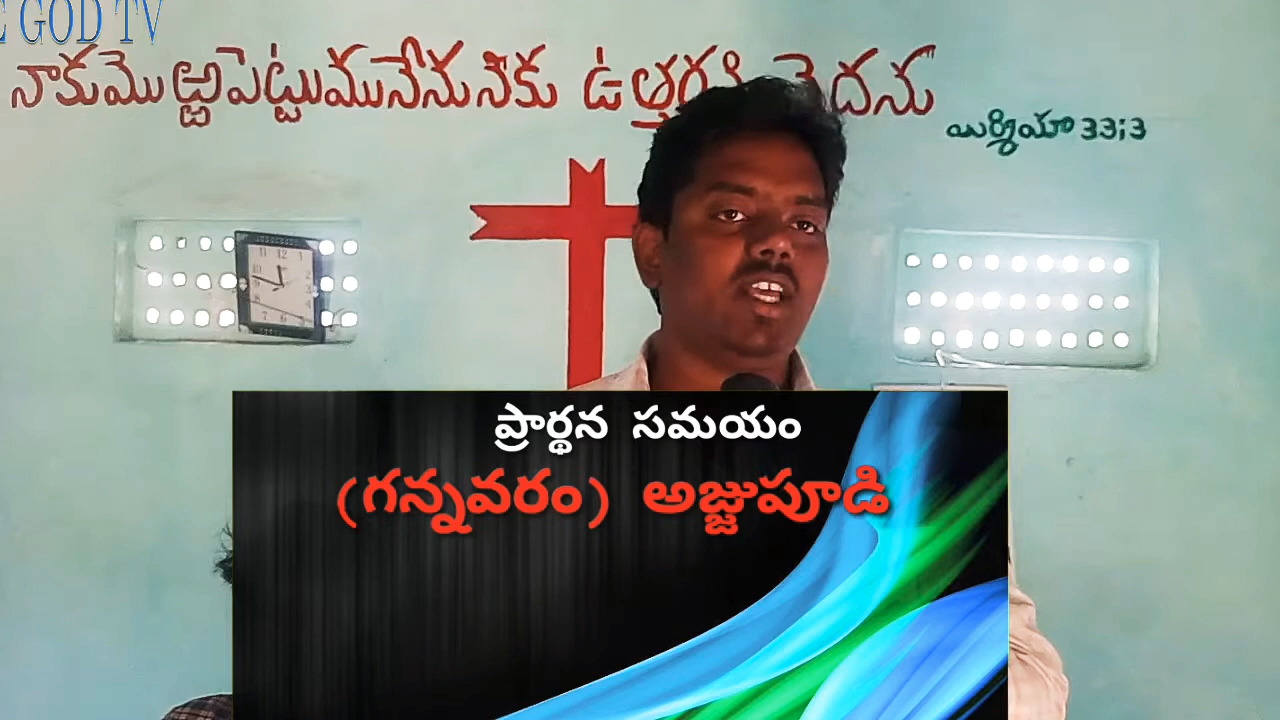 GOD TV
నాకుమొఱ్ఱపెట్టుమునేనునీకు ఉత్తర
యిర్మియా 33;3
ప్రార్థన సమయం
(గన్నవరం) అజ్జుపూడి